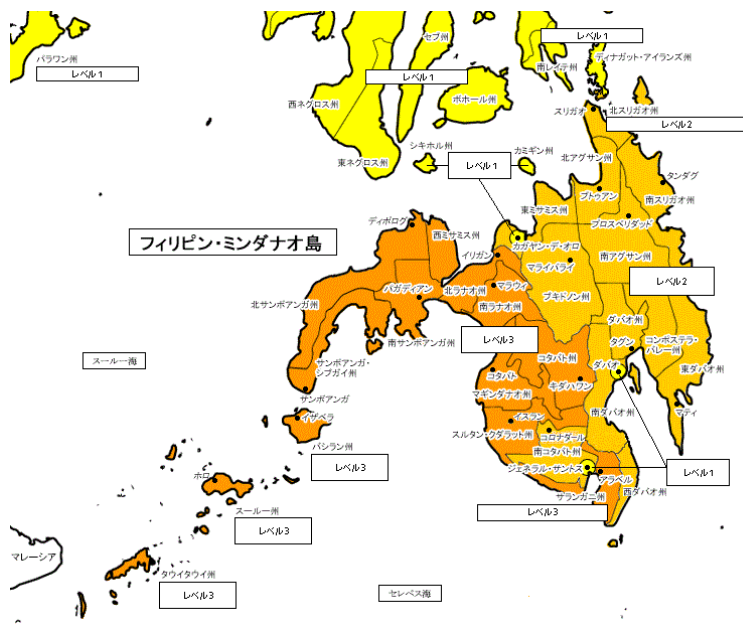 セブ州
レベル１
ディナガット・アイランズ州
パラワン州
レベル１
レベル１
南レイテ州
西ネグロス州
ボホール州
スリガオ
北スリガオ州
レベル２
シキホル州
カミギン州
東ネグロス州
レベル１
北アグサン州
タンダグ
ブトゥアン
南スリガオ州
東ミサミス州
プロスペリダッド
ディポログ
西ミサミス州
フィリピン・ミンダナオ島
カガヤン・デ・オロ
イリガン
マライバライ
南アグサン州
レベル２
北ラナオ州
マラウィ
パガディアン
ブキドノン州
北サンボアンガ州
南ラナオ州
ダバオ州
コンポステラ・
バレー州
レベル３
タグン
南サンボアンガ州
スールー海
コタバト州
サンボアンガ・
シブガイ州
ダバオ
東ダバオ州
コタバト
キダパワン
マギンダナオ州
サンボアンガ
イザベラ
南ダバオ州
マティ
イスラン
スルタン・クダラット州
コロナダール
バシラン州
南コタバト州
レベル３
ジェネラル・サントス
レベル１
ホロ
アラベル
サランガニ州
西ダバオ州
スールー州
レベル３
レベル３
マレーシア
タウイタウイ州
レベル３
セレベス海